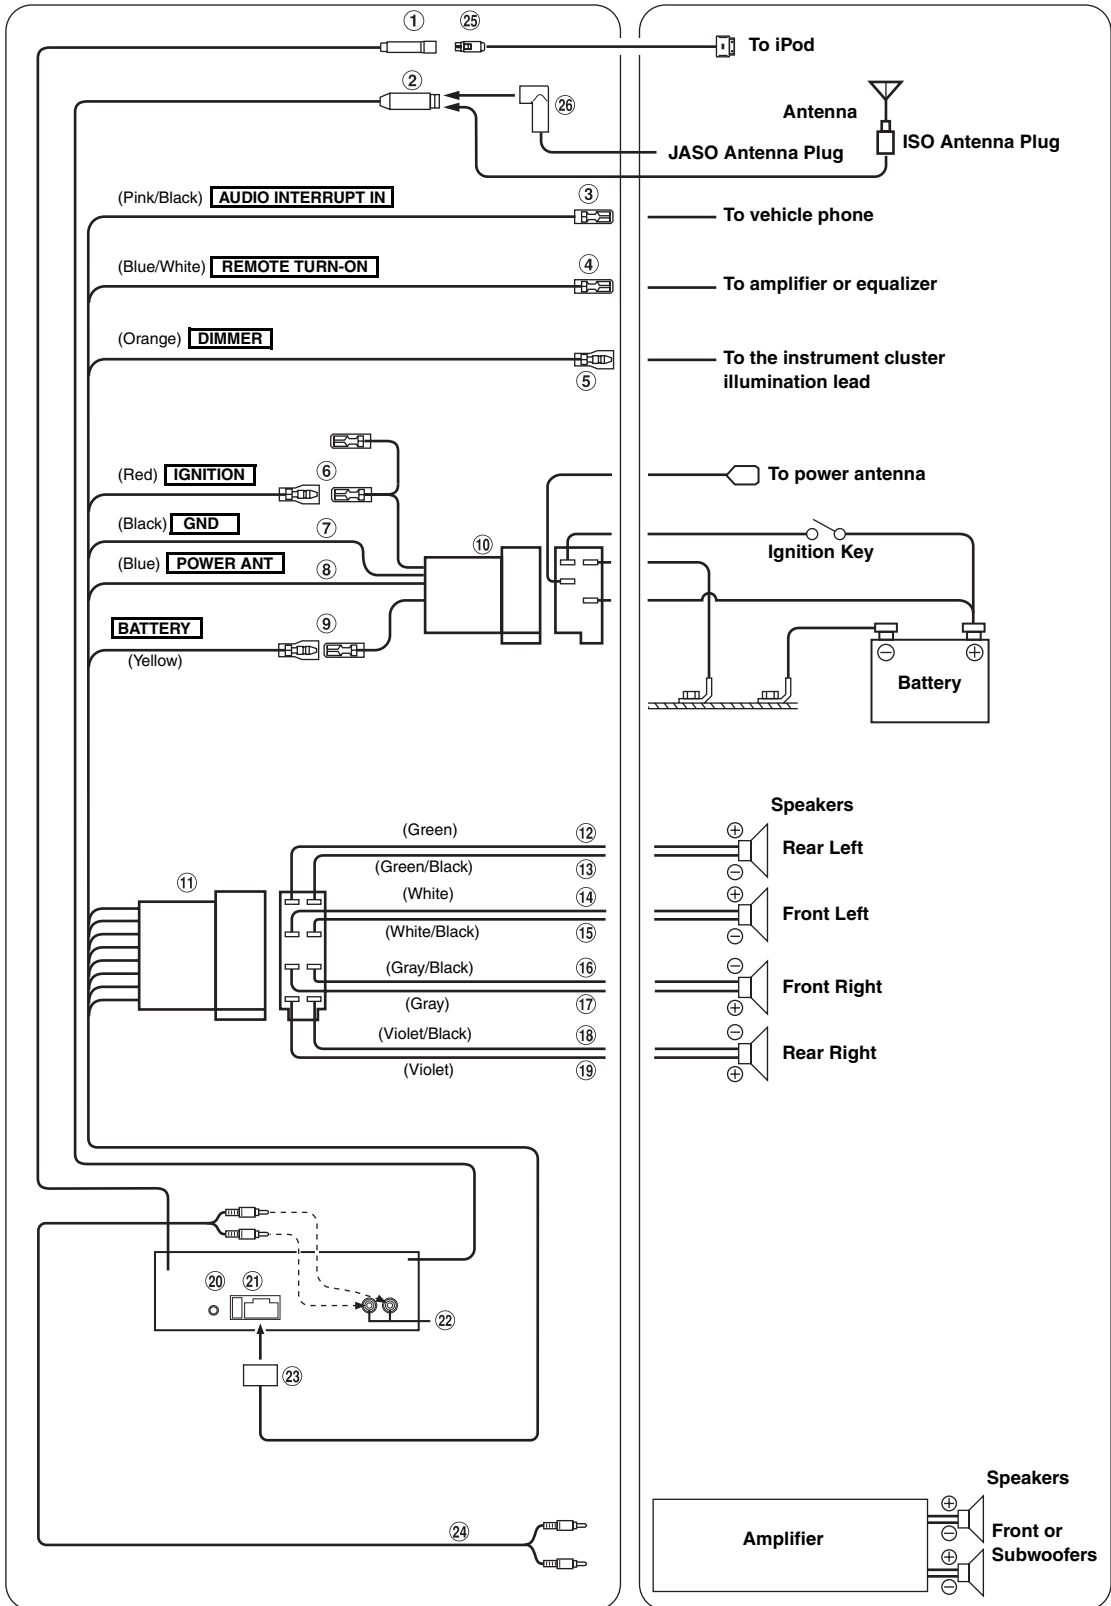 ① ㉕
To iPod
②
㉖
Antenna
JASO Antenna Plug
ISO Antenna Plug
(Pink/Black) AUDIO INTERRUPT IN
③
To vehicle phone
(Blue/White) REMOTE TURN-ON
④
To amplifier or equalizer
(Orange) DIMMER
⑤
To the instrument cluster
illumination lead
(Red) IGNITION
⑥
To power antenna
(Black) GND
⑦
⑩
Ignition Key
(Blue) POWER ANT
⑧
BATTERY
⑨
(Yellow)
⊖ ⊕
Battery
Speakers
(Green) ⑫ ⊕
Rear Left
(Green/Black) ⑬ ⊖
⑪
(White) ⑭ ⊕
Front Left
(White/Black) ⑮ ⊖
(Gray/Black) ⑯ ⊖
Front Right
(Gray) ⑰ ⊕
(Violet/Black) ⑱ ⊖
Rear Right
(Violet) ⑲ ⊕
⑳ ㉑
㉒
㉓
㉔
Speakers
Amplifier
⊕
⊖
Front or
Subwoofers
⊕
⊖